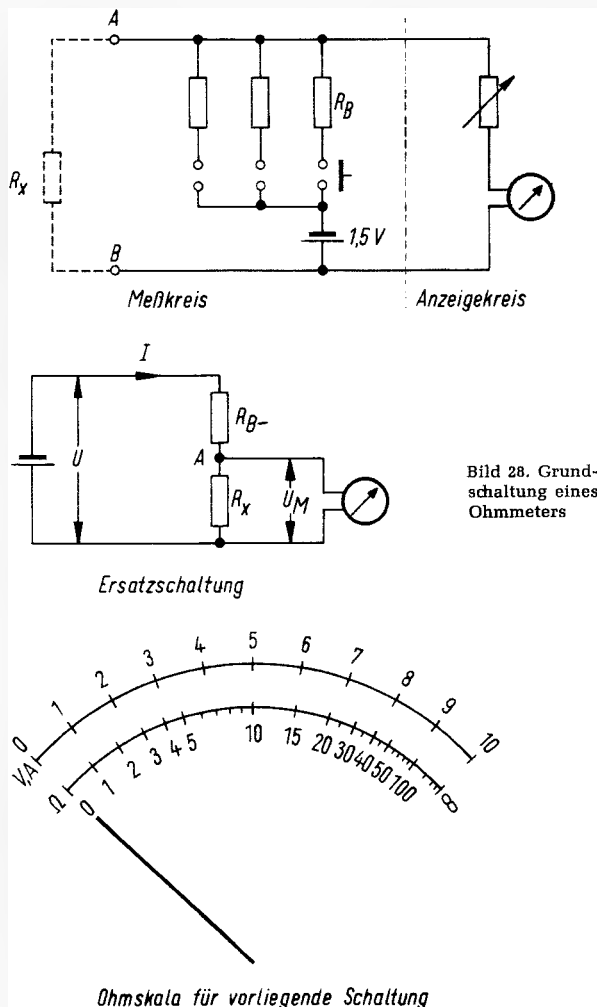 A
R_B
R_x
1,5 V
B
Meßkreis
Anzeigekreis
I
R_B-
U
A
R_x
U_M
Bild 28. Grund-
schaltung eines
Ohmmeters
Ersatzschaltung
0 1 2 3 4 5 6 7 8 9 10
V,A
Ω
0 1 2 3 4 5 10 15 20 30 40 50 100 ∞
Ohmskala für vorliegende Schaltung